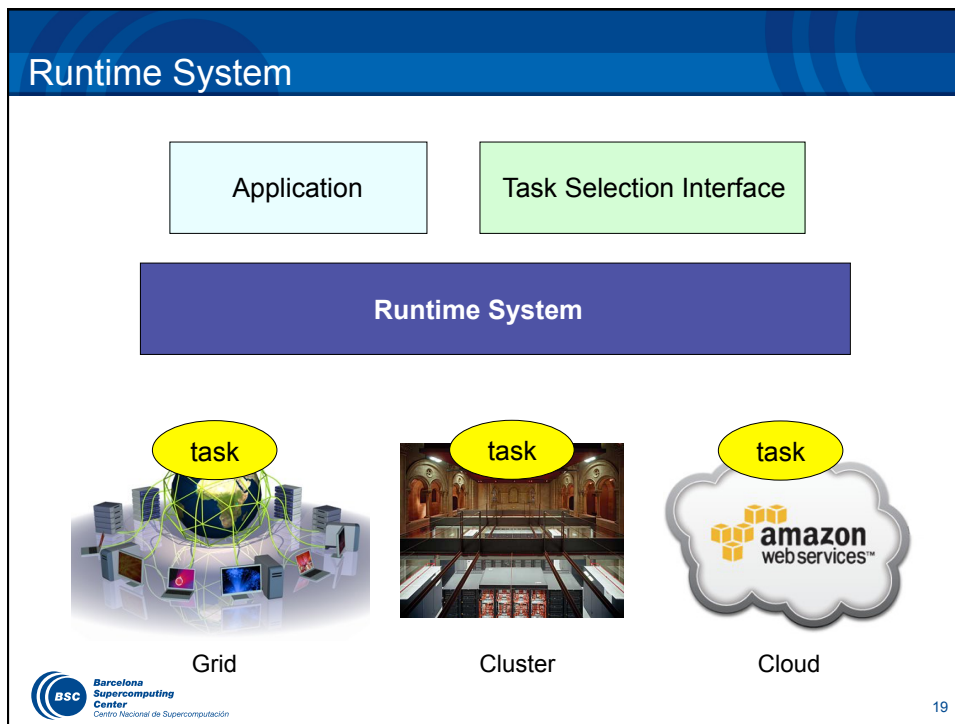 Runtime System
Application
Task Selection Interface
Runtime System
task
task
task
amazon
webservices™
Grid
Cluster
Cloud
BSC
Barcelona
Supercomputing
Center
Centro Nacional de Supercomputación
19